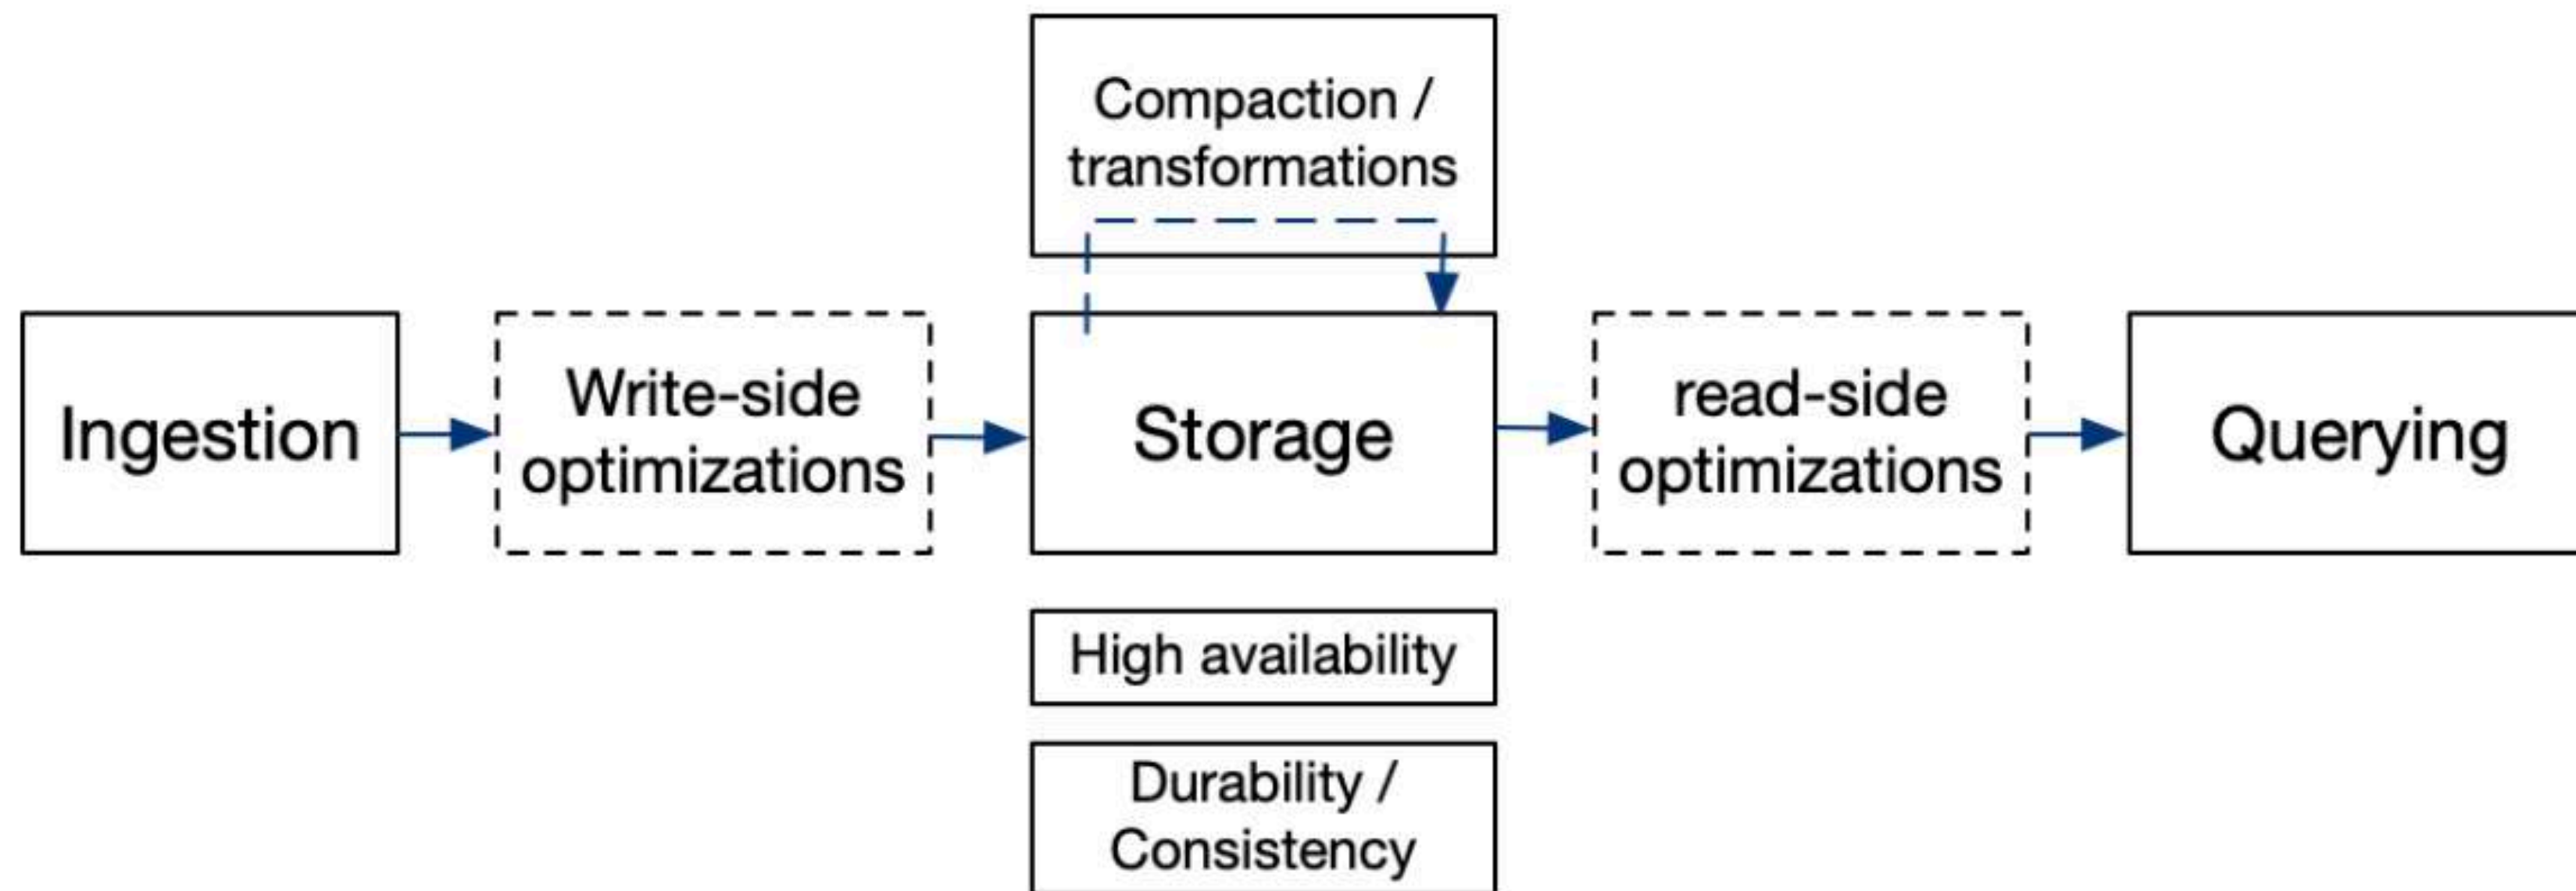 Compaction /
transformations
Ingestion
Write-side
optimizations
Storage
read-side
optimizations
Querying
High availability
Durability /
Consistency